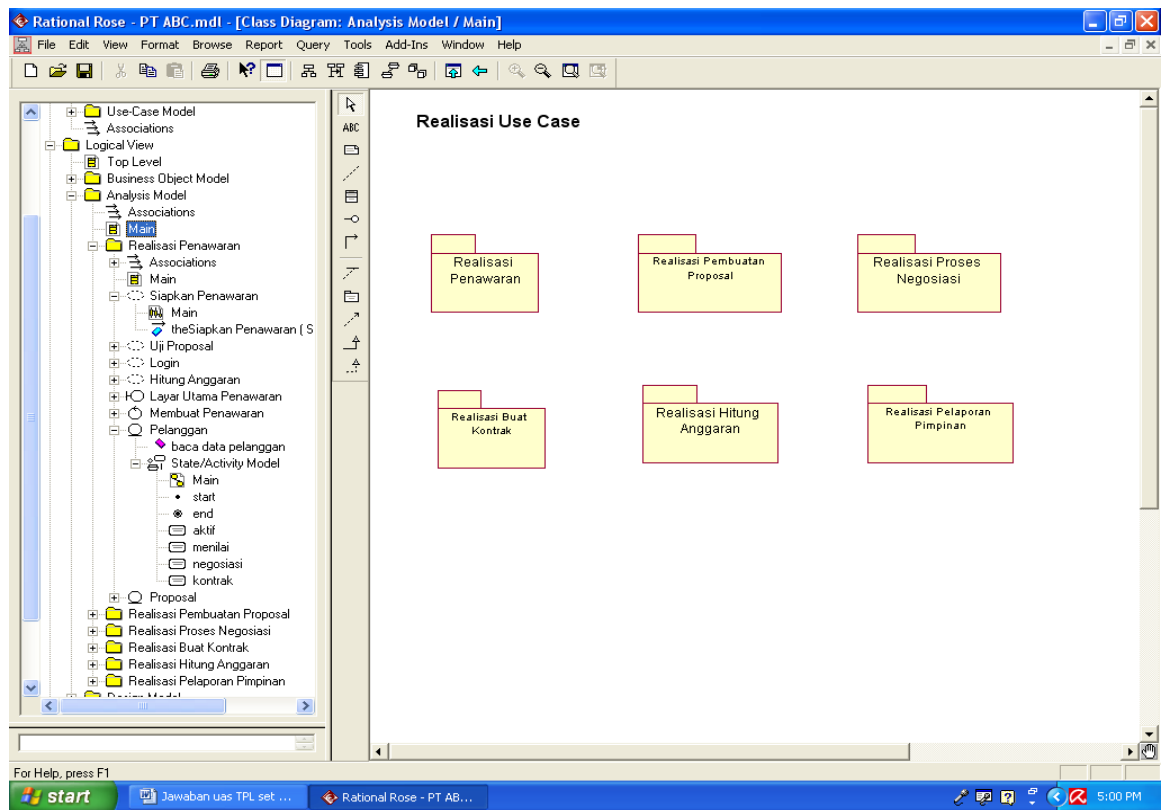 Rational Rose - PT ABC.mdl - [Class Diagram: Analysis Model / Main]
File Edit View Format Browse Report Query Tools Add-Ins Window Help
Use-Case Model
Associations
Logical View
Top Level
Business Object Model
Analysis Model
Associations
Main
Realisasi Penawaran
Associations
Main
Siapkan Penawaran
Main
theSiapkan Penawaran ( S
Uji Proposal
Login
Hitung Anggaran
Layar Utama Penawaran
Membuat Penawaran
Pelanggan
baca data pelanggan
State/Activity Model
Main
start
end
aktif
menilai
negosiasi
kontrak
Proposal
Realisasi Pembuatan Proposal
Realisasi Proses Negosiasi
Realisasi Buat Kontrak
Realisasi Hitung Anggaran
Realisasi Pelaporan Pimpinan
Design Model
ABC
Realisasi Use Case
Realisasi
Penawaran
Realisasi Pembuatan
Proposal
Realisasi Proses
Negosiasi
Realisasi Buat
Kontrak
Realisasi Hitung
Anggaran
Realisasi Pelaporan
Pimpinan
For Help, press F1
start
Jawaban uas TPL set ...
Rational Rose - PT AB...
5:00 PM